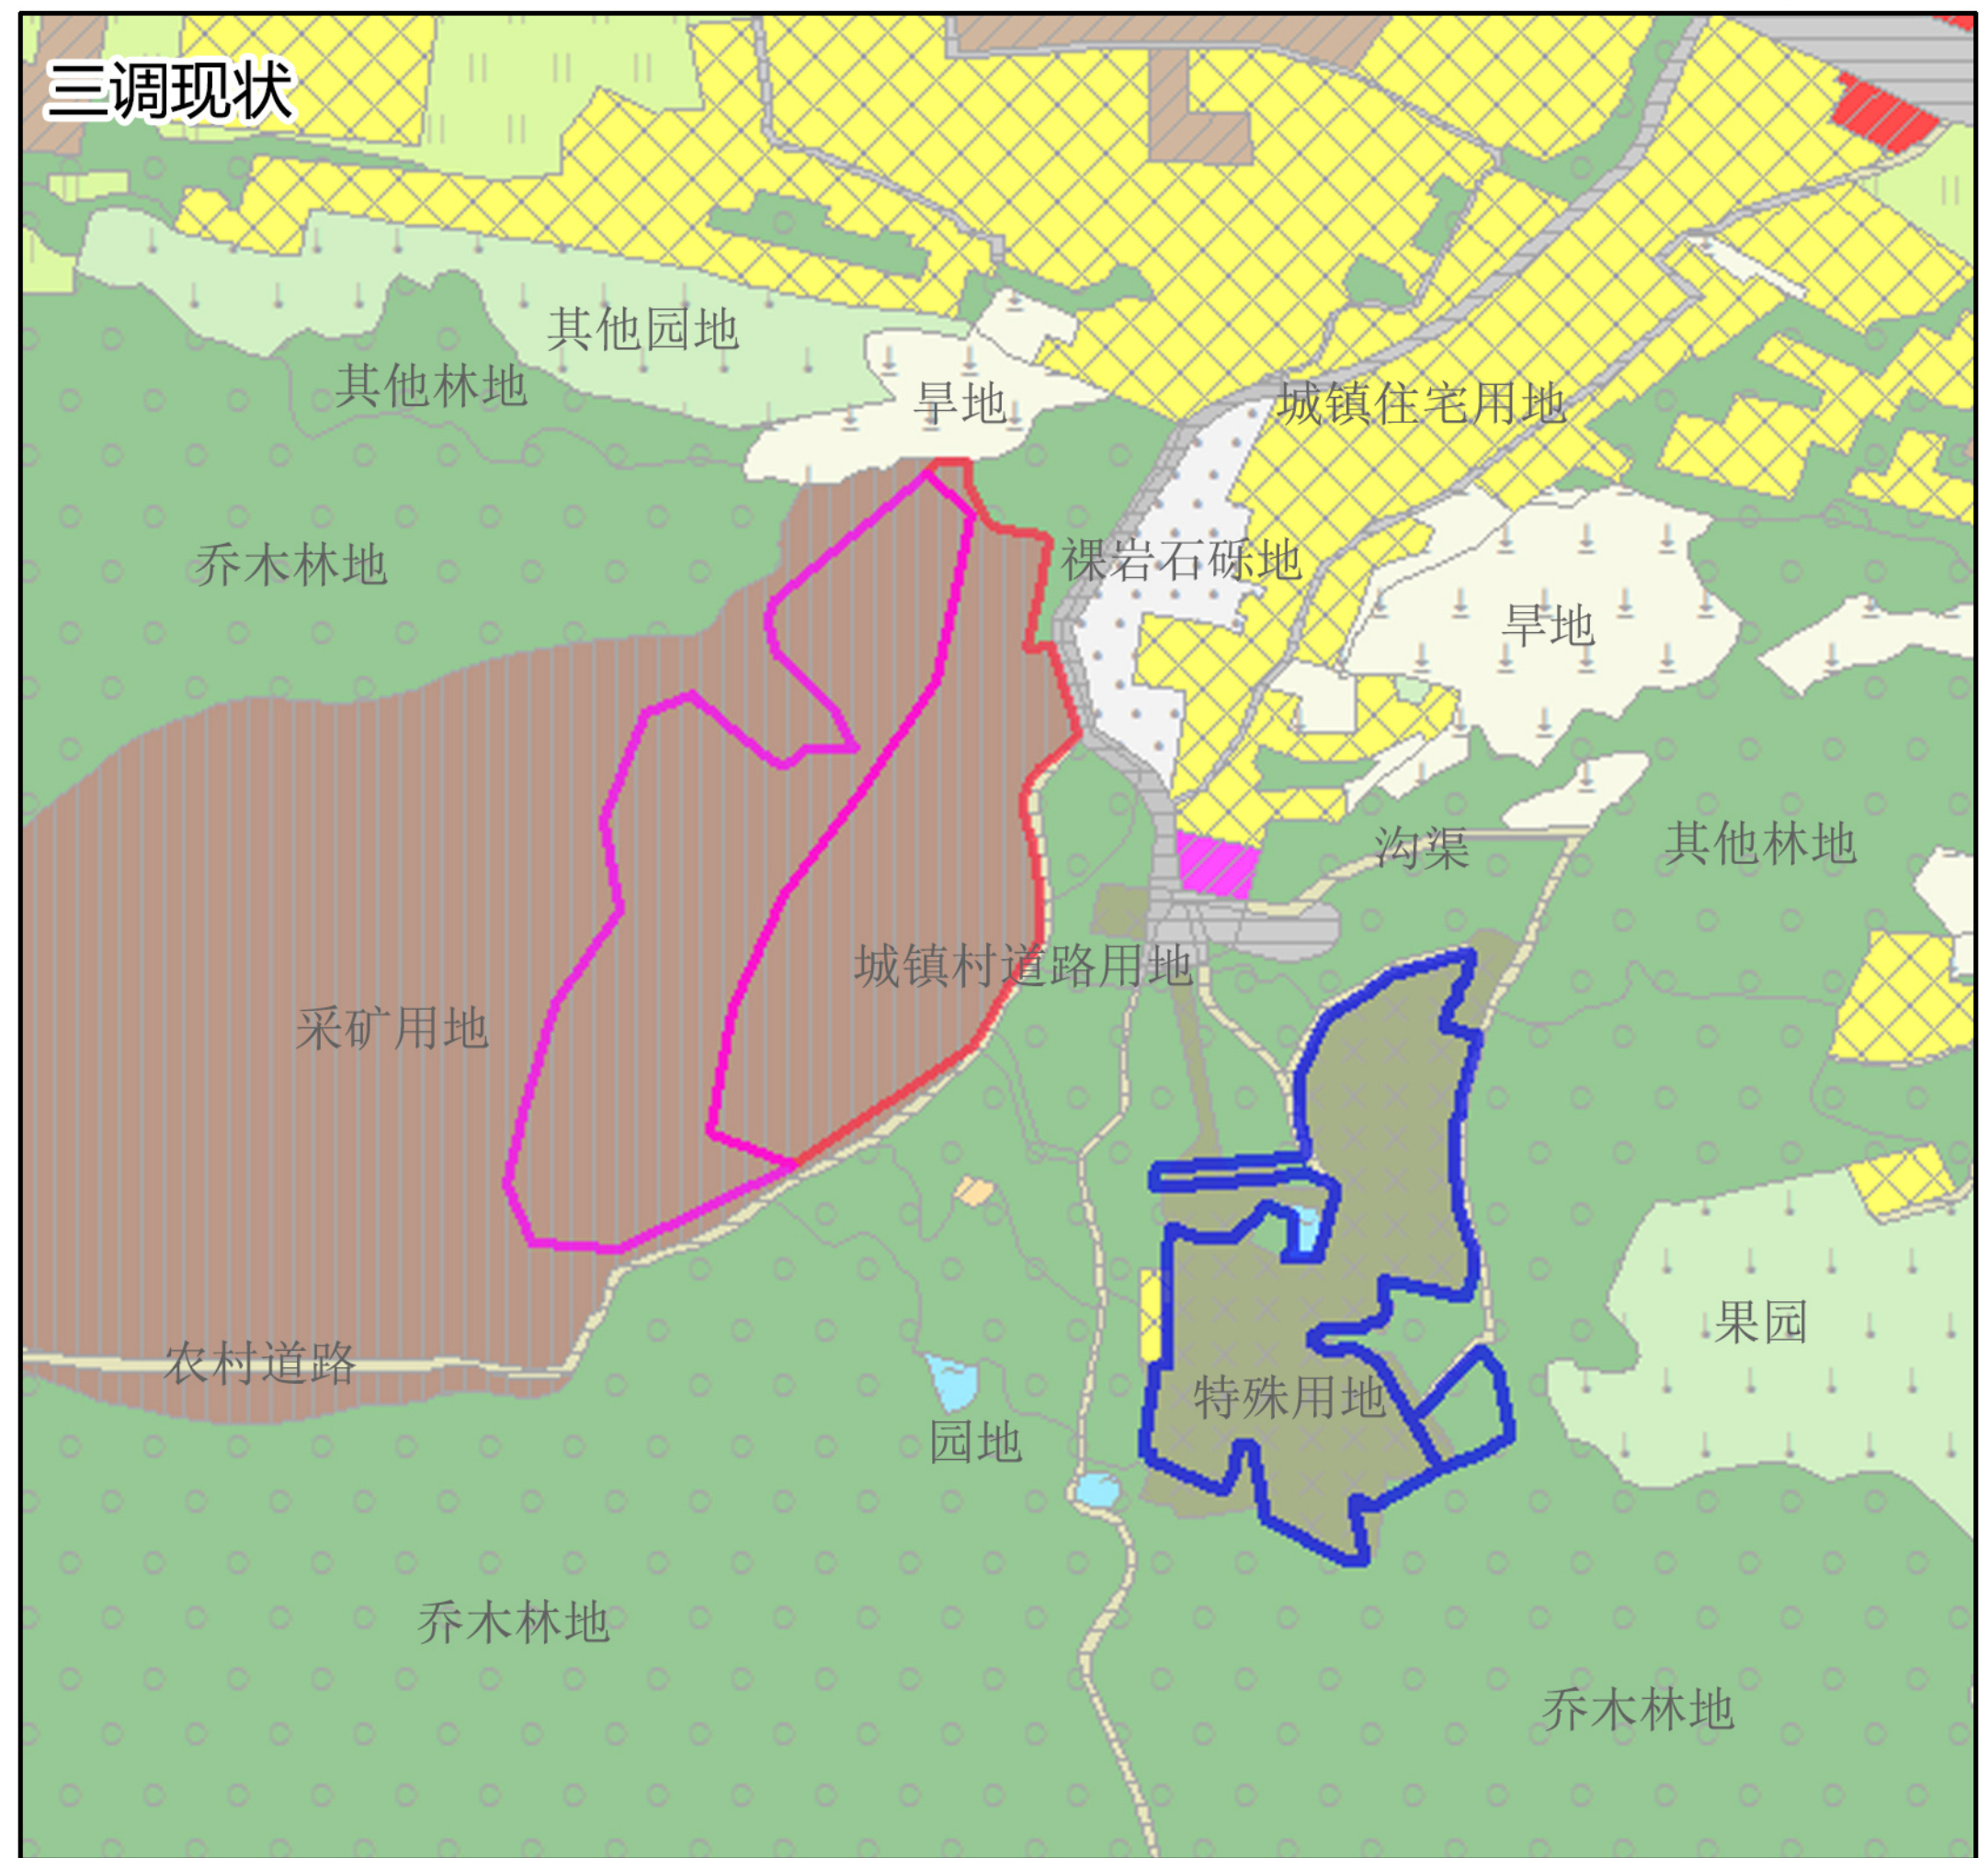 三调现状
其他园地
其他林地
旱地
城镇住宅用地
乔木林地
裸岩石砾地
旱地
沟渠
其他林地
城镇村道路用地
采矿用地
农村道路
果园
特殊用地
园地
乔木林地
乔木林地